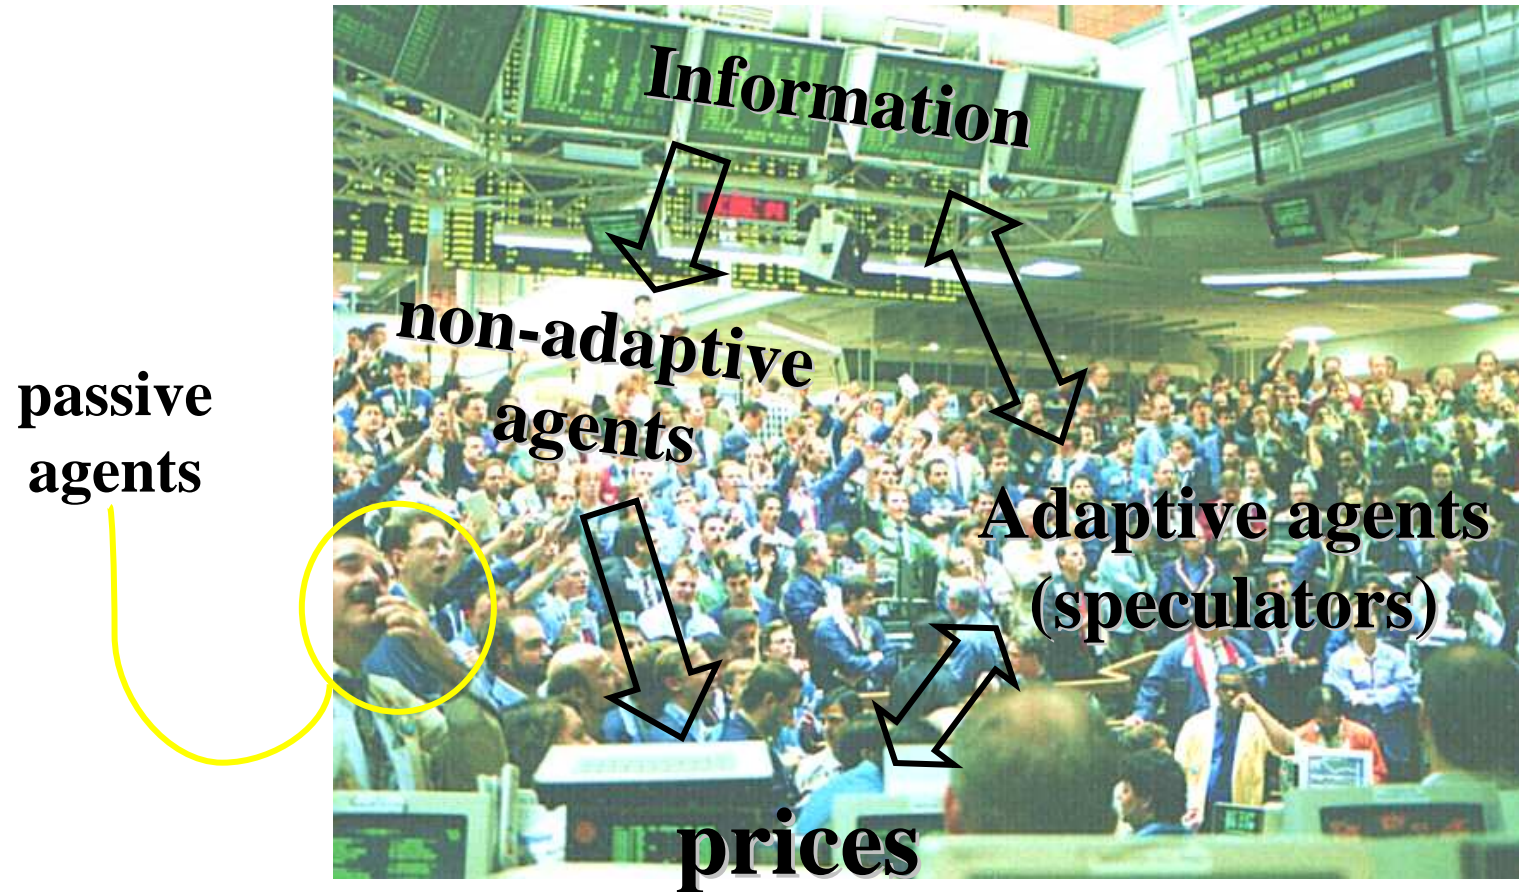 Information
non-adaptive
agents
passive
agents
Adaptive agents
(speculators)
prices